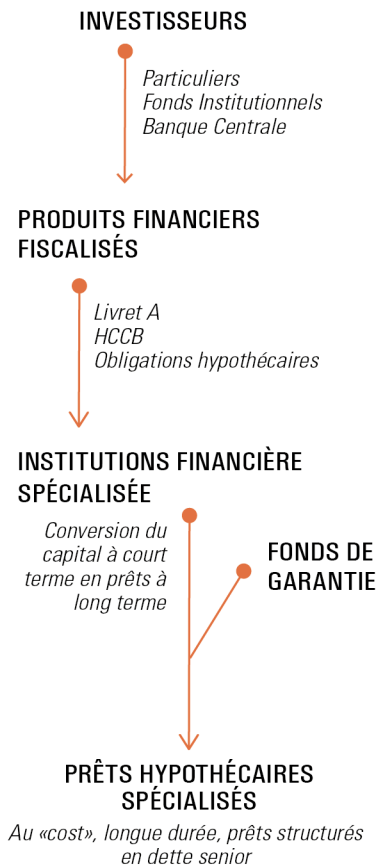 INVESTISSEURS
Particuliers
Fonds Institutionnels
Banque Centrale
PRODUITS FINANCIERS
FISCALISÉS
Livret A
HCCB
Obligations hypothécaires
INSTITUTIONS FINANCIÈRE
SPÉCIALISÉE
Conversion du
capital à court
terme en prêts à
long terme
FONDS DE
GARANTIE
PRÊTS HYPOTHÉCAIRES
SPÉCIALISÉS
Au «cost», longue durée, prêts structurés
en dette senior